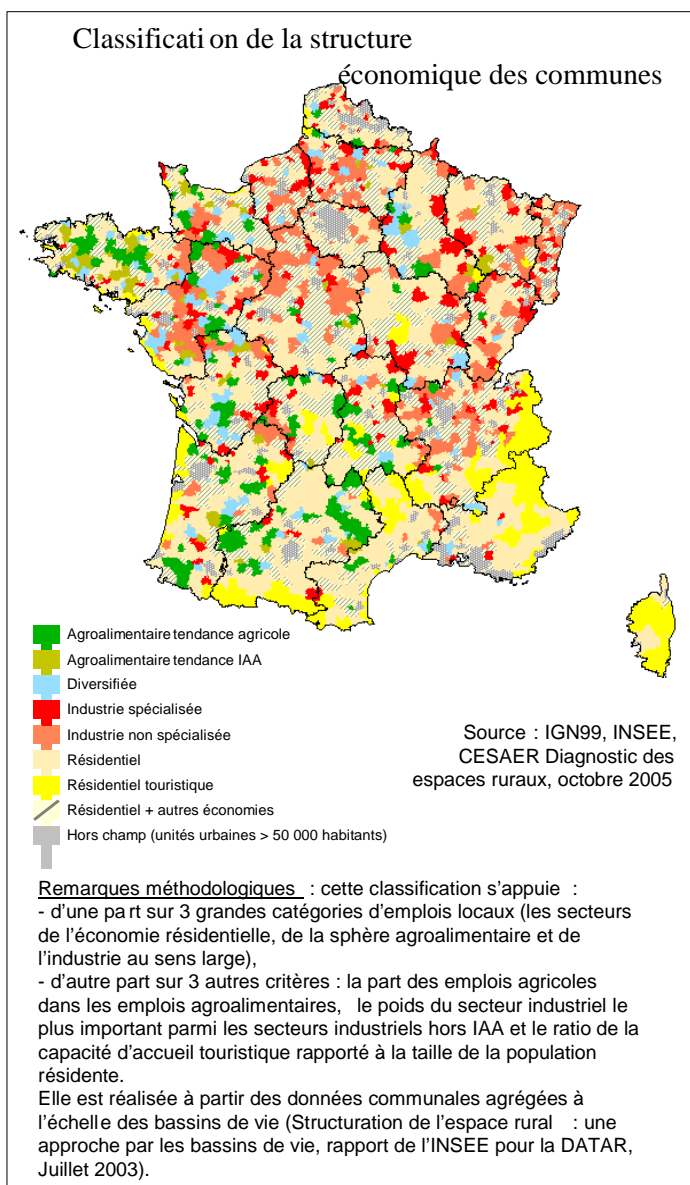 Classification de la structure
économique des communes
Agroalimentaire tendance agricole
Agroalimentaire tendance IAA
Diversifiée
Industrie spécialisée
Industrie non spécialisée
Résidentiel
Résidentiel touristique
Résidentiel + autres économies
Hors champ (unités urbaines > 50 000 habitants)
Source : IGN99, INSEE,
CESAER Diagnostic des
espaces ruraux, octobre 2005
Remarques méthodologiques : cette classification s’appuie :
- d’une part sur 3 grandes catégories d’emplois locaux (les secteurs
de l’économie résidentielle, de la sphère agroalimentaire et de
l’industrie au sens large),
- d’autre part sur 3 autres critères : la part des emplois agricoles
dans les emplois agroalimentaires, le poids du secteur industriel le
plus important parmi les secteurs industriels hors IAA et le ratio de la
capacité d’accueil touristique rapporté à la taille de la population
résidente.
Elle est réalisée à partir des données communales agrégées à
l’échelle des bassins de vie (Structuration de l’espace rural : une
approche par les bassins de vie, rapport de l’INSEE pour la DATAR,
Juillet 2003).